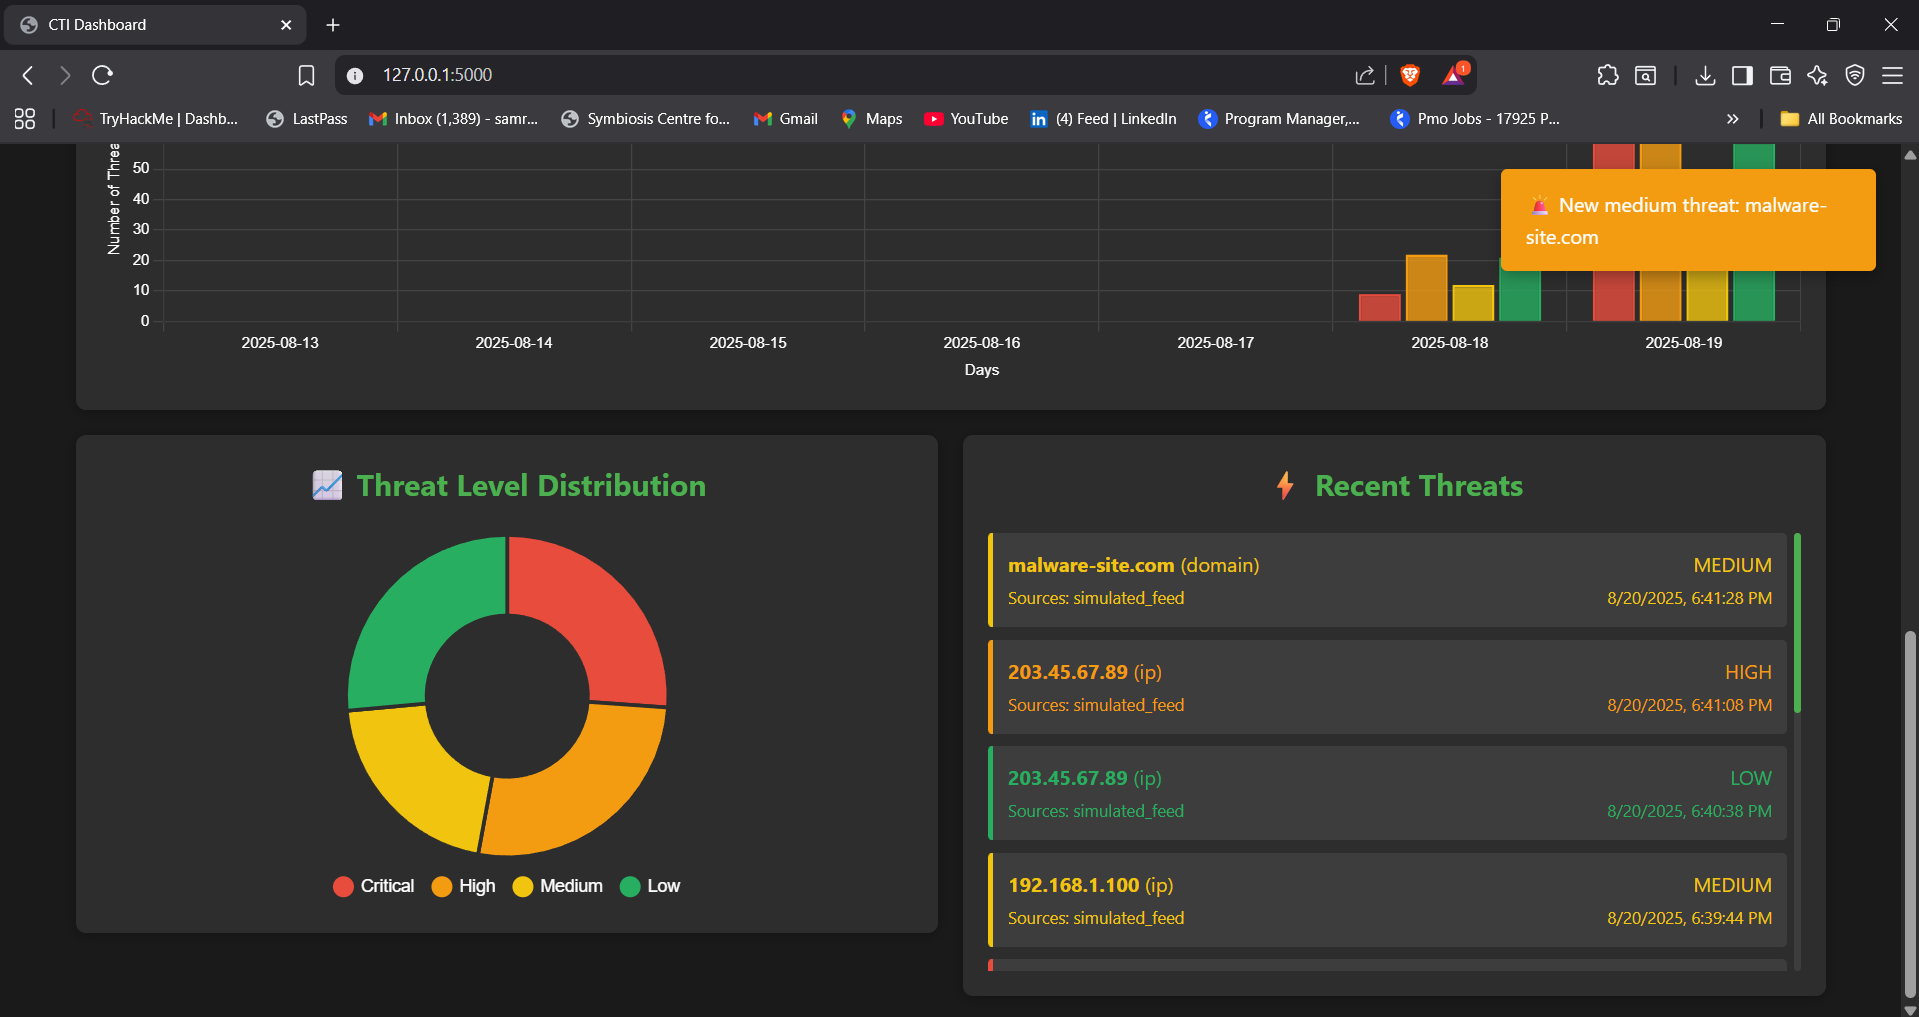 CTI Dashboard
127.0.0.1:5000
1
TryHackMe | Dashb...
LastPass
Inbox (1,389) - samr...
Symbiosis Centre fo...
Gmail
Maps
YouTube
(4) Feed | LinkedIn
Program Manager,...
Pmo Jobs - 17925 P...
All Bookmarks
Number of Threa
50
40
30
20
10
0
2025-08-13
2025-08-14
2025-08-15
2025-08-16
2025-08-17
2025-08-18
2025-08-19
Days
🚨 New medium threat: malware-
site.com
📈 Threat Level Distribution
Critical
High
Medium
Low
⚡ Recent Threats
malware-site.com (domain) MEDIUM
Sources: simulated_feed 8/20/2025, 6:41:28 PM
203.45.67.89 (ip) HIGH
Sources: simulated_feed 8/20/2025, 6:41:08 PM
203.45.67.89 (ip) LOW
Sources: simulated_feed 8/20/2025, 6:40:38 PM
192.168.1.100 (ip) MEDIUM
Sources: simulated_feed 8/20/2025, 6:39:44 PM